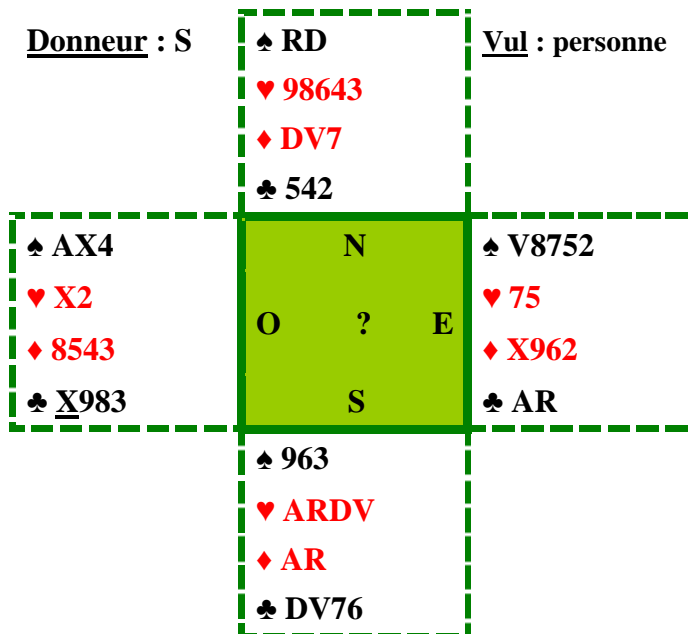 Donneur : S
♠ RD
Vul : personne
♥ 98643
♦ DV7
♣ 542
♠ AX4
♥ X2
♦ 8543
♣ X983
N
O ? E
S
♠ V8752
♥ 75
♦ X962
♣ AR
♠ 963
♥ ARDV
♦ AR
♣ DV76